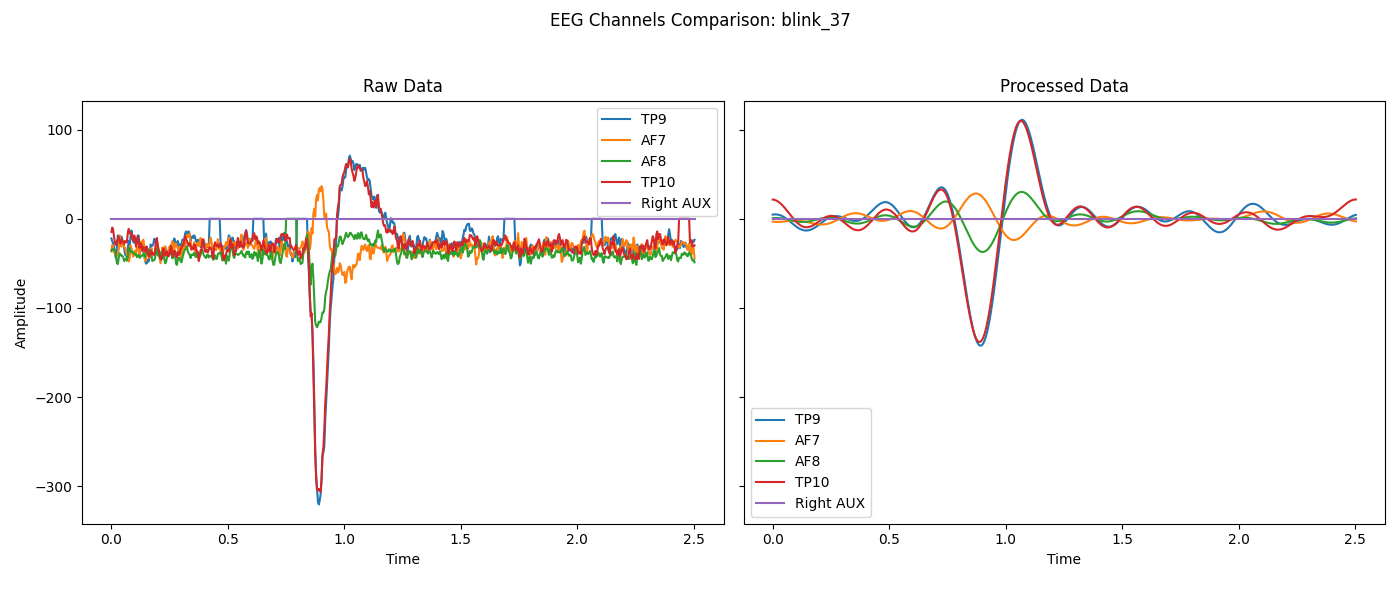 EEG Channels Comparison: blink_37
Raw Data
Processed Data
Amplitude
100
0
−100
−200
−300
TP9
AF7
AF8
TP10
Right AUX
TP9
AF7
AF8
TP10
Right AUX
0.0 0.5 1.0 1.5 2.0 2.5
0.0 0.5 1.0 1.5 2.0 2.5
Time
Time